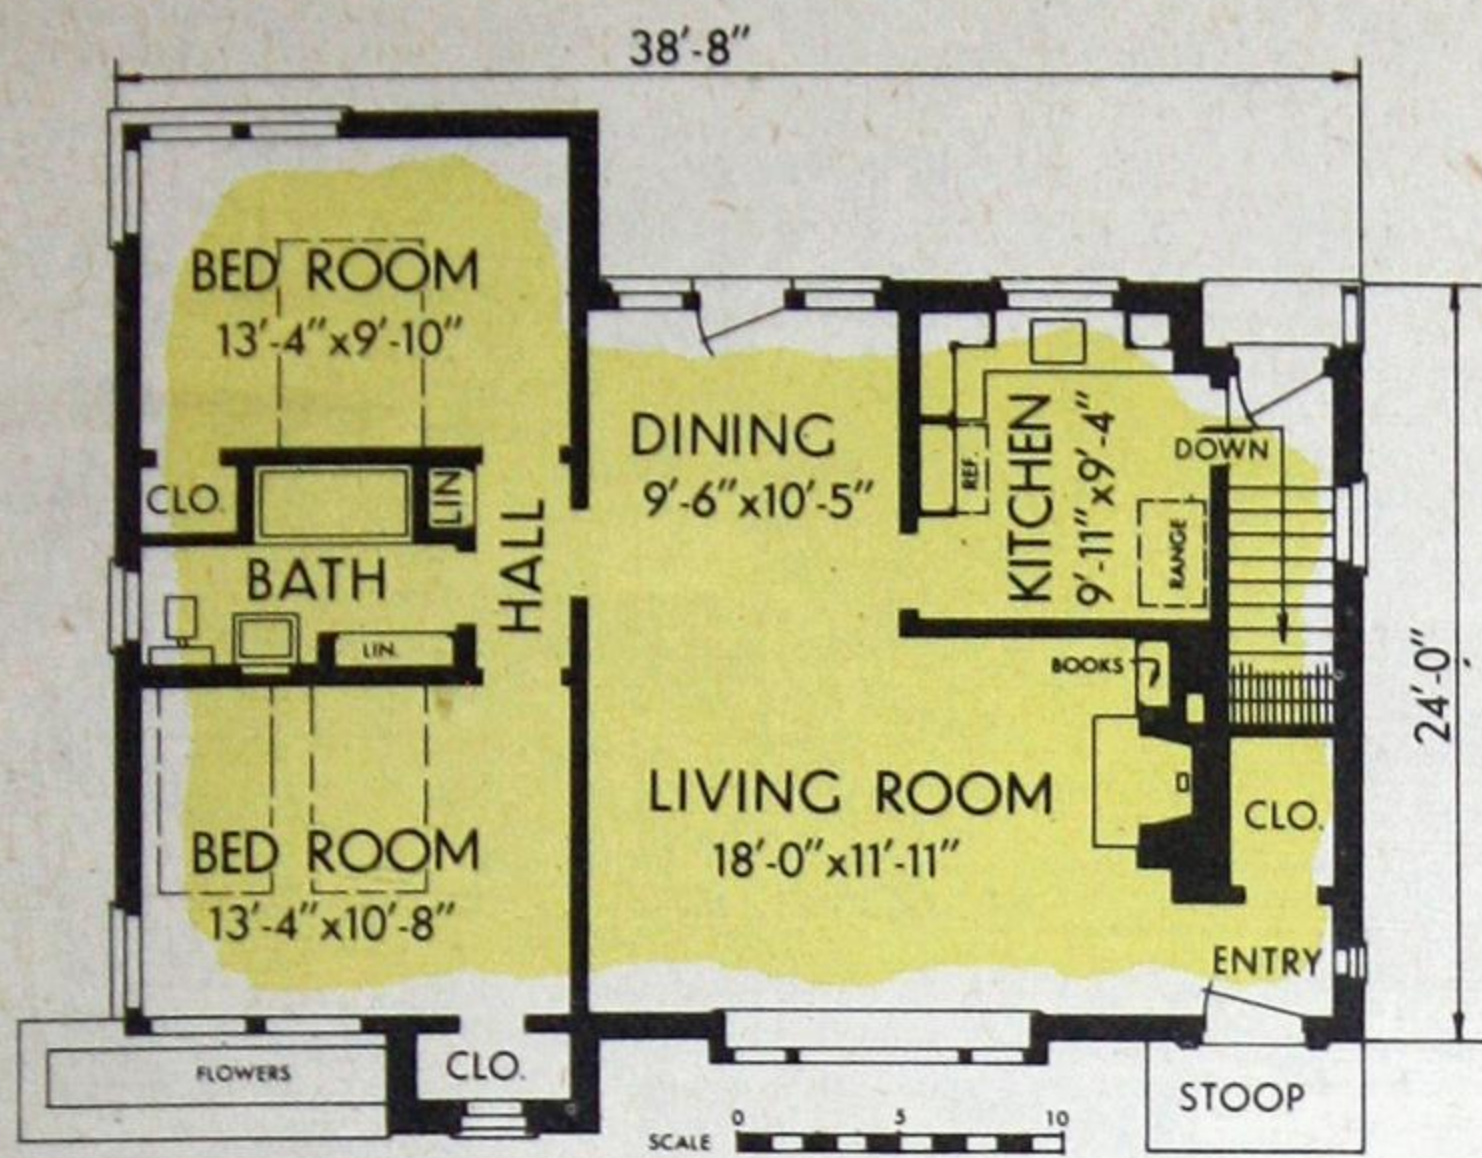 38'-8"
BED ROOM
13'-4"x9'-10"
DINING
9'-6"x10'-5"
KITCHEN
9'-11"x9'-4"
REF.
RANGE
DOWN
CLO.
LIN
BATH
HALL
LIN.
BOOKS
24'-0"
LIVING ROOM
18'-0"x11'-11"
CLO.
BED ROOM
13'-4"x10'-8"
ENTRY
FLOWERS
CLO.
STOOP
SCALE 0 5 10